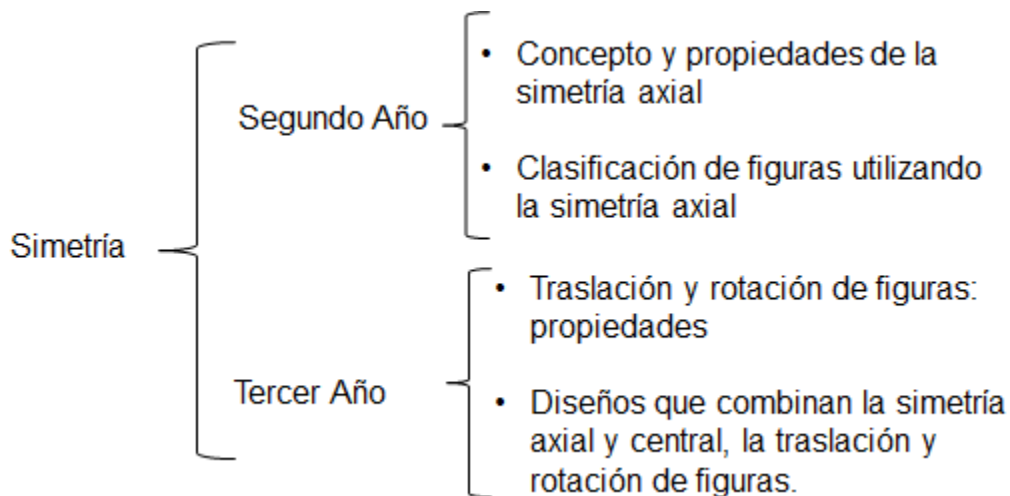 Simetría
Segundo Año
• Concepto y propiedades de la
simetría axial
• Clasificación de figuras utilizando
la simetría axial
Tercer Año
• Traslación y rotación de figuras:
propiedades
• Diseños que combinan la simetría
axial y central, la traslación y
rotación de figuras.